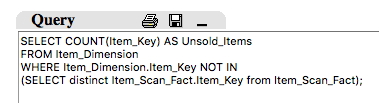 Query
SELECT COUNT(Item_Key) AS Unsold_Items
FROM Item_Dimension
WHERE Item_Dimension.Item_Key NOT IN
(SELECT distinct Item_Scan_Fact.Item_Key from Item_Scan_Fact);